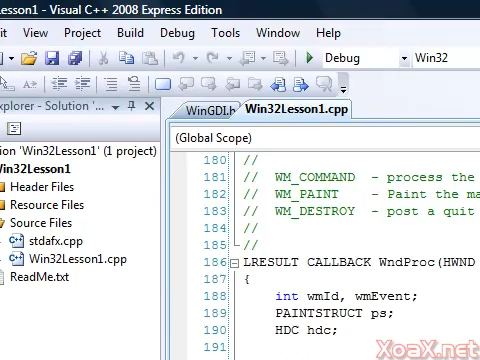 Lesson1 - Visual C++ 2008 Express Edition
View Project Build Debug Tools Window Help
Debug Win32
Explorer - Solution '...
WinGDI.h Win32Lesson1.cpp
(Global Scope)
tion 'Win32Lesson1' (1 project)
Win32Lesson1
Header Files
Resource Files
Source Files
stdafx.cpp
Win32Lesson1.cpp
ReadMe.txt
180 //
181 // WM_COMMAND - process the
182 // WM_PAINT - Paint the ma
183 // WM_DESTROY - post a quit
184 //
185 //
186 LRESULT CALLBACK WndProc(HWND
187 {
188 int wmId, wmEvent;
189 PAINTSTRUCT ps;
190 HDC hdc;
191
XoaX.net